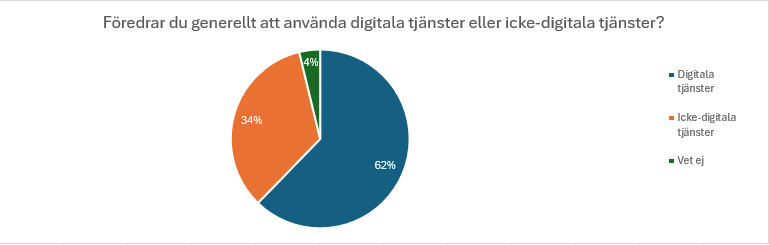 Föredrar du generellt att använda digitala tjänster eller icke-digitala tjänster?
4%
34%
62%
Digitala
tjänster
Icke-digitala
tjänster
Vet ej